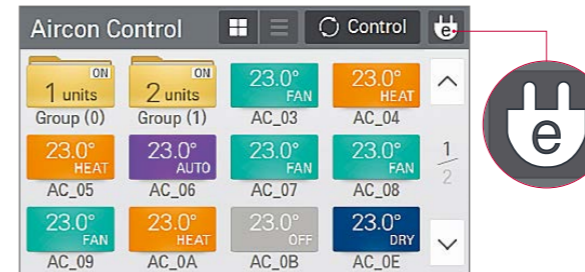 Aircon Control
Control
e
e
ON
1 units
Group (0)
ON
2 units
Group (1)
23.0°
FAN
AC_03
23.0°
HEAT
AC_04
23.0°
HEAT
AC_05
23.0°
AUTO
AC_06
23.0°
FAN
AC_07
23.0°
FAN
AC_08
1
2
23.0°
FAN
AC_09
23.0°
HEAT
AC_0A
23.0°
OFF
AC_0B
23.0°
DRY
AC_0E